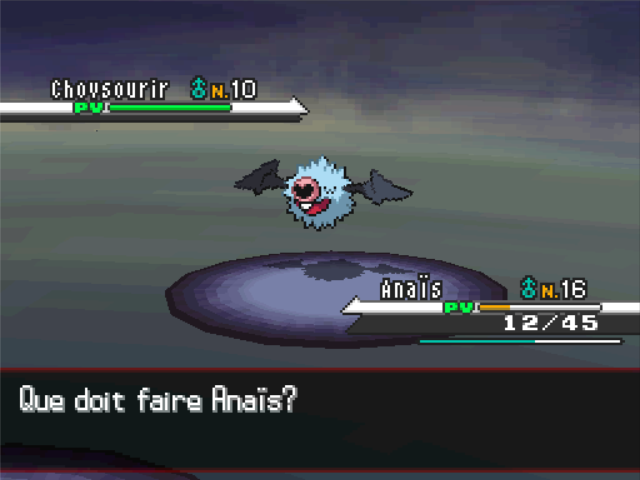 Chovsourir ♂ N.10
PV
Anaïs ♂ N.16
PV
12/45
Que doit faire Anaïs?